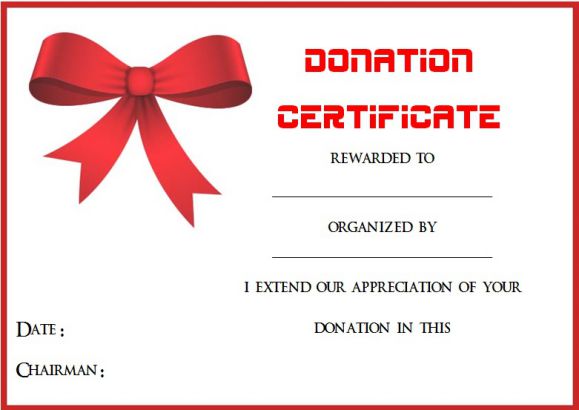 DONATION
CERTIFICATE
REWARDED TO
ORGANIZED BY
I EXTEND OUR APPRECIATION OF YOUR
DONATION IN THIS
DATE:
CHAIRMAN: